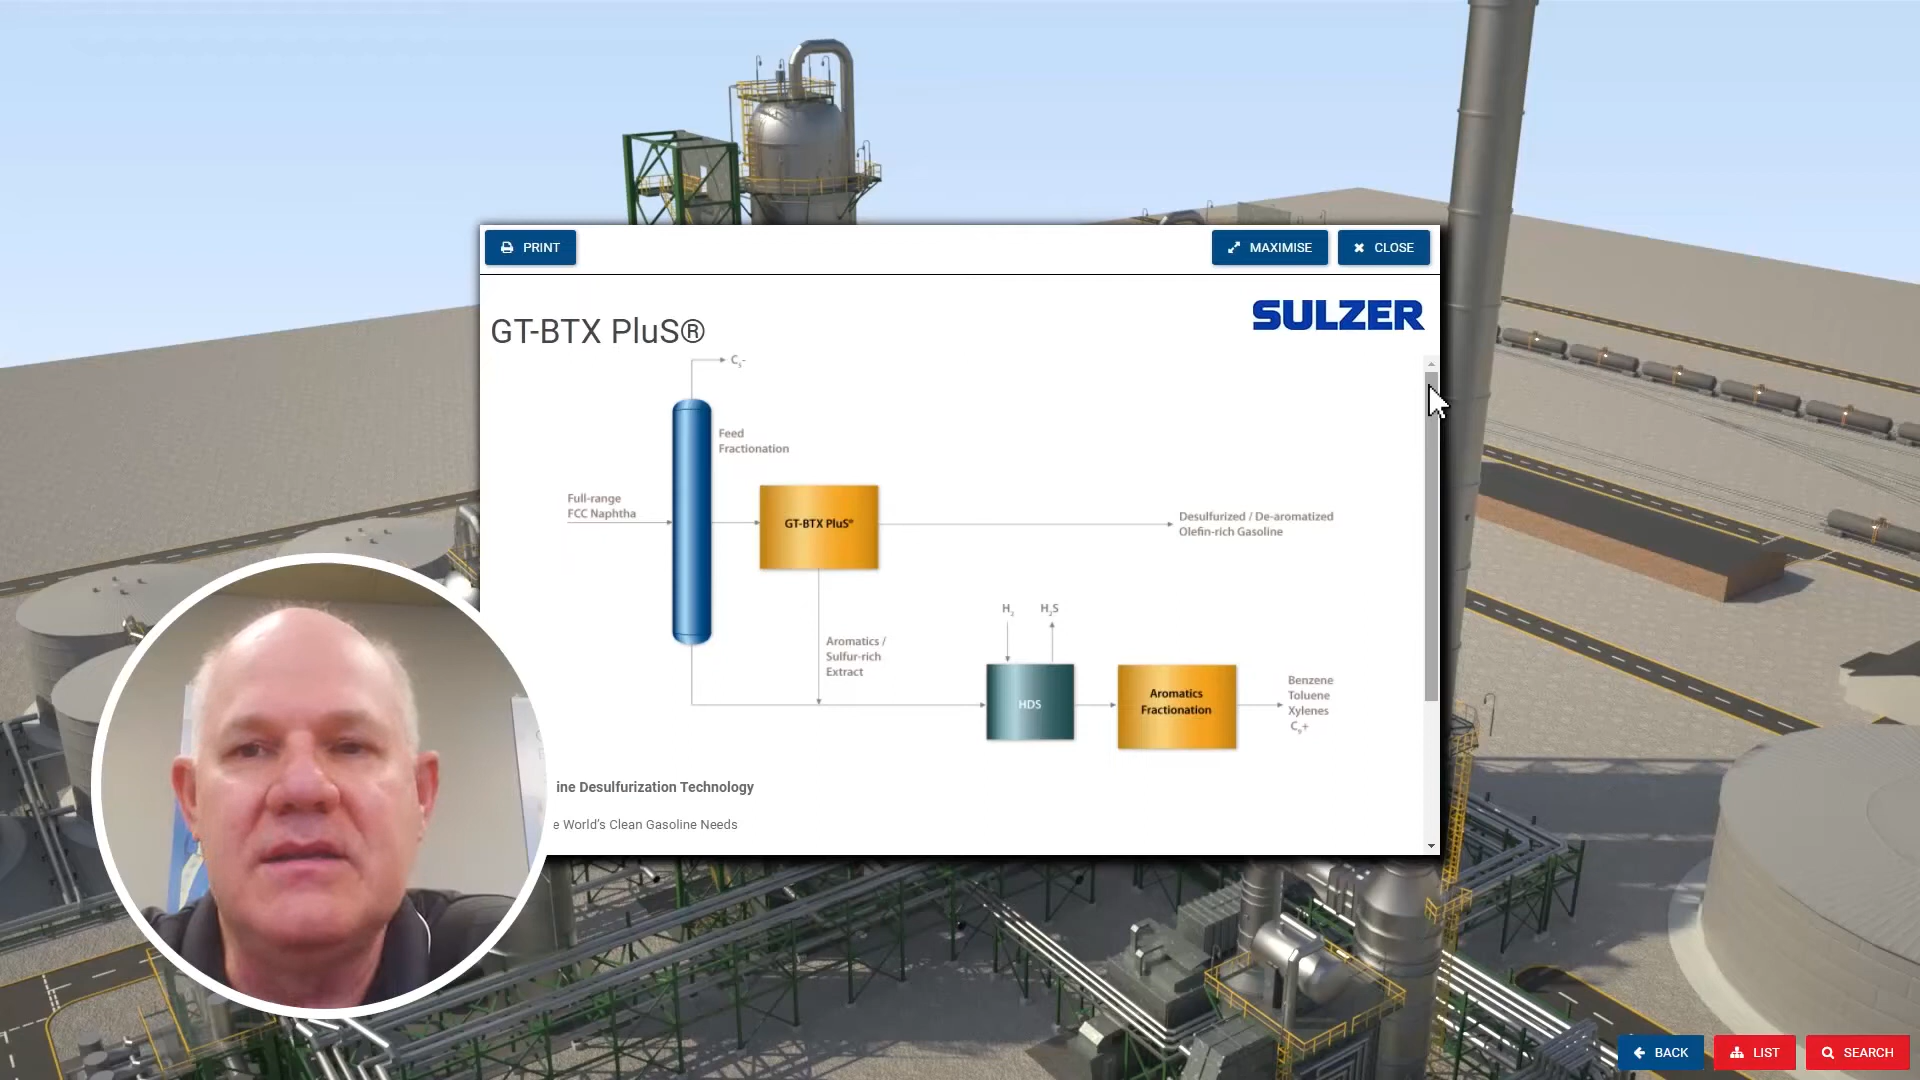 PRINT
MAXIMISE
CLOSE
SULZER
GT-BTX PluS®
C₅-
Feed
Fractionation
Full-range
FCC Naphtha
GT-BTX PluS®
Desulfurized / De-aromatized
Olefin-rich Gasoline
H₂ H₂S
Aromatics /
Sulfur-rich
Extract
HDS
Aromatics
Fractionation
Benzene
Toluene
Xylenes
C₉+
ine Desulfurization Technology
e World's Clean Gasoline Needs
BACK
LIST
SEARCH